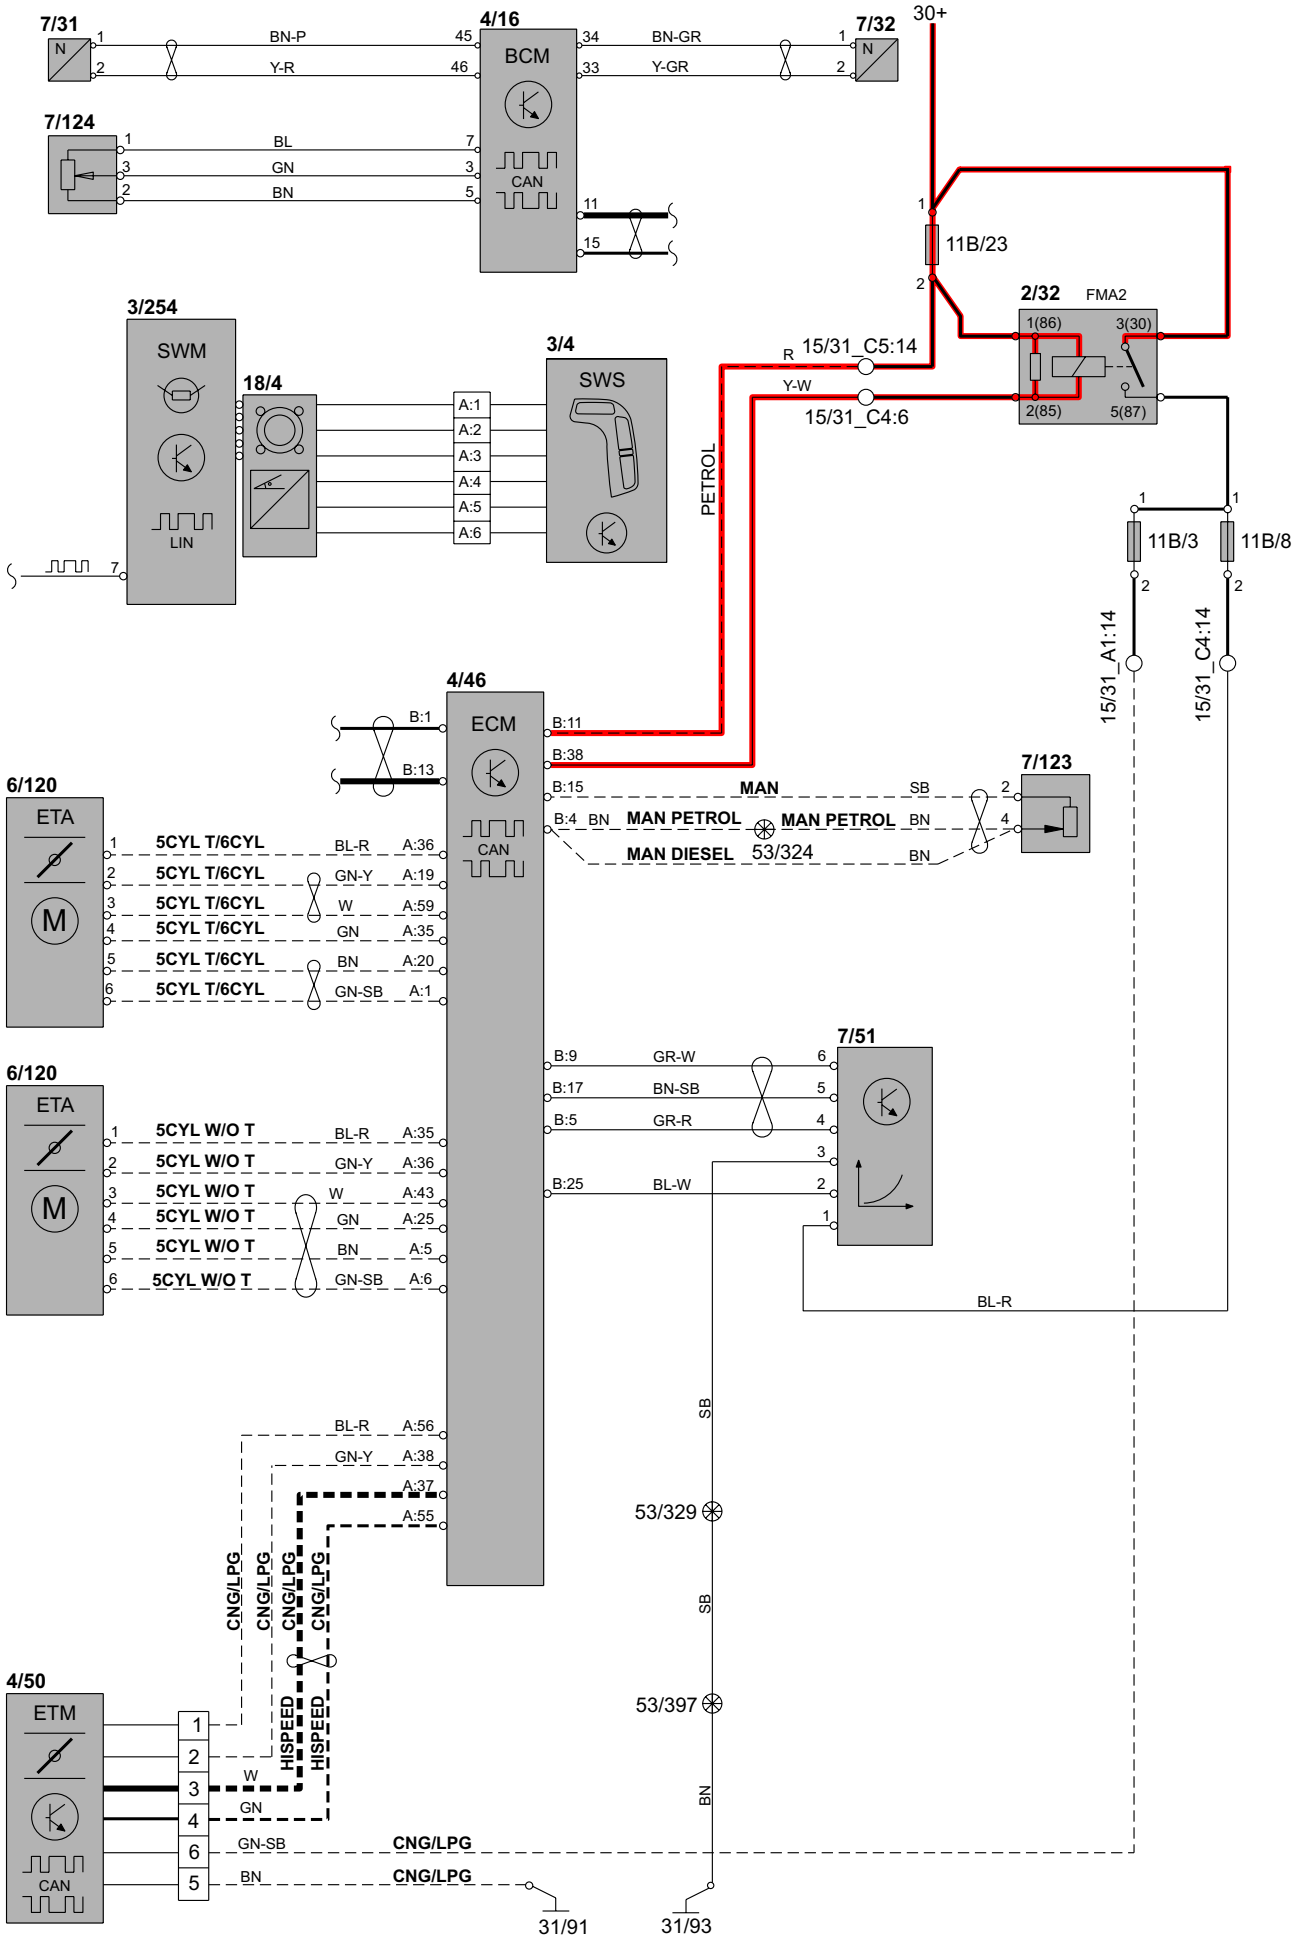 7/31
N
1 BN-P 45
2 Y-R 46
4/16
BCM
CAN
34 BN-GR 1
33 Y-GR 2
7/32
N
30+
7/124
1 BL 7
3 GN 3
2 BN 5
11
15
1
11B/23
2
2/32 FMA2
1(86) 3(30)
2(85) 5(87)
R 15/31_C5:14
Y-W
15/31_C4:6
PETROL
3/254
SWM
LIN
7
18/4
A:1
A:2
A:3
A:4
A:5
A:6
3/4
SWS
1 1
11B/3 11B/8
2 2
15/31_A1:14
15/31_C4:14
4/46
ECM
CAN
B:1
B:13
B:11
B:38
B:15 MAN SB 2
B:4 BN MAN PETROL MAN PETROL BN 4
MAN DIESEL 53/324 BN
7/123
6/120
ETA
M
1 5CYL T/6CYL BL-R A:36
2 5CYL T/6CYL GN-Y A:19
3 5CYL T/6CYL W A:59
4 5CYL T/6CYL GN A:35
5 5CYL T/6CYL BN A:20
6 5CYL T/6CYL GN-SB A:1
7/51
B:9 GR-W 6
B:17 BN-SB 5
B:5 GR-R 4
3
B:25 BL-W 2
1
BL-R
6/120
ETA
M
1 5CYL W/O T BL-R A:35
2 5CYL W/O T GN-Y A:36
3 5CYL W/O T W A:43
4 5CYL W/O T GN A:25
5 5CYL W/O T BN A:5
6 5CYL W/O T GN-SB A:6
BL-R A:56
GN-Y A:38
A:37
A:55
CNG/LPG
CNG/LPG
CNG/LPG
CNG/LPG
HISPEED
HISPEED
SB
53/329
SB
53/397
BN
4/50
ETM
CAN
1
2
3 W
4 GN
6 GN-SB CNG/LPG
5 BN CNG/LPG
31/91
31/93